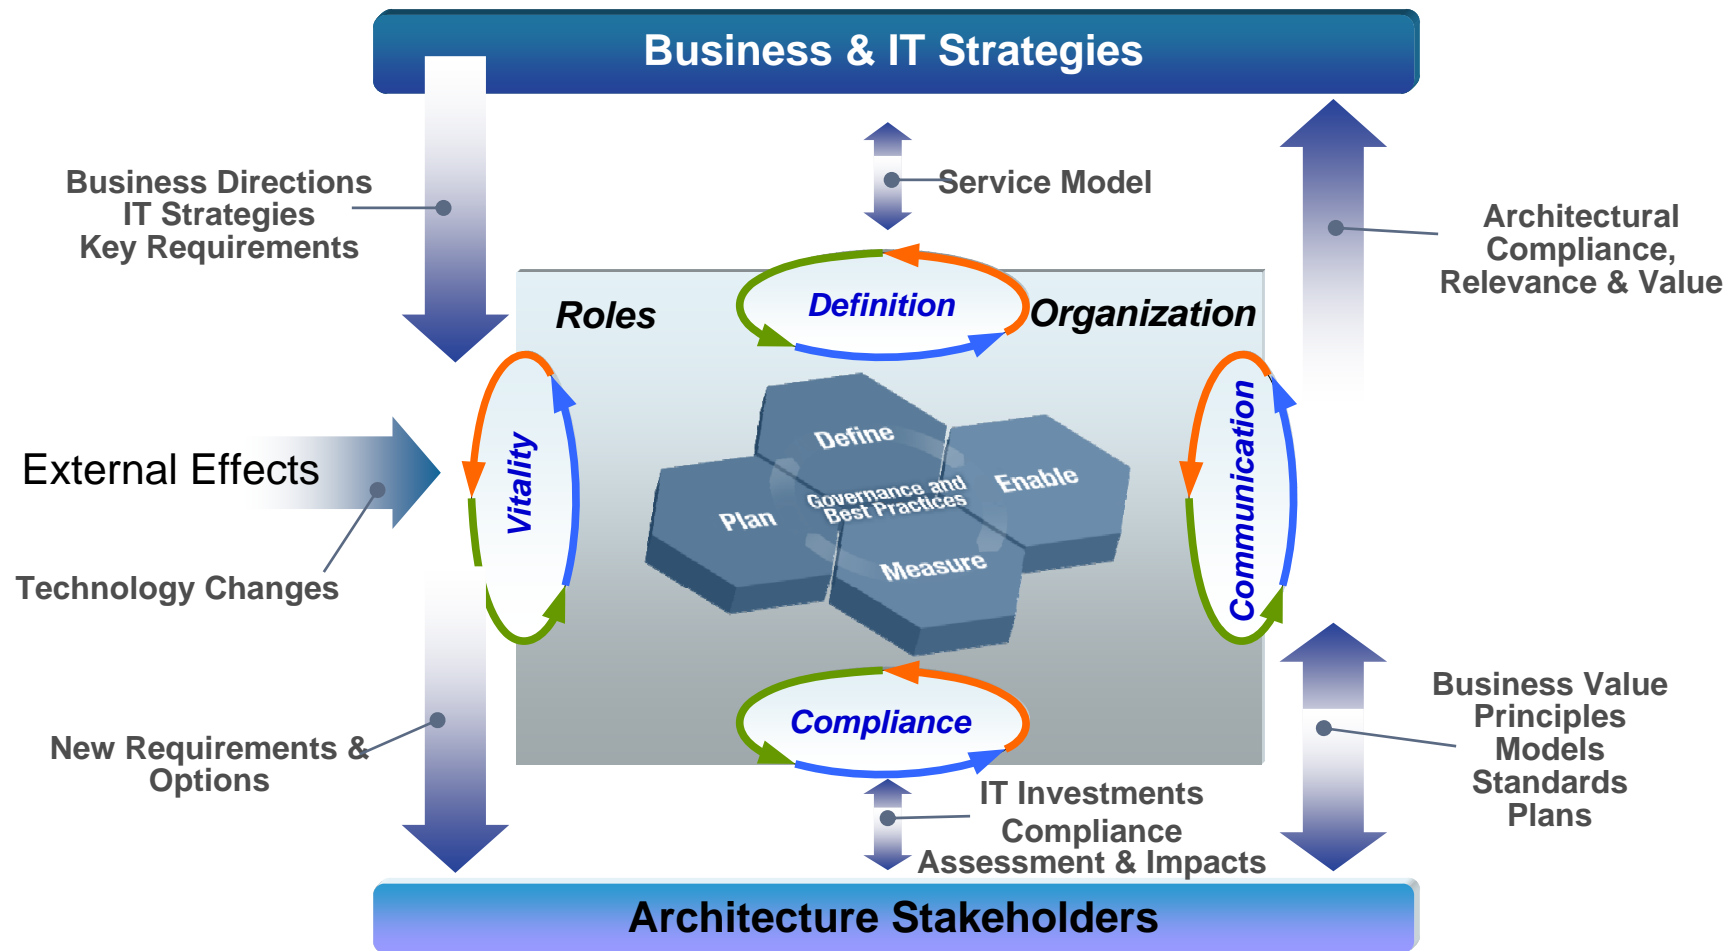 Business & IT Strategies
Business Directions
IT Strategies
Key Requirements
Service Model
Architectural
Compliance,
Relevance & Value
Roles
Definition
Organization
External Effects
Vitality
Define
Enable
Governance and
Best Practices
Plan
Measure
Communication
Technology Changes
New Requirements &
Options
Compliance
Business Value
Principles
Models
Standards
Plans
IT Investments
Compliance
Assessment & Impacts
Architecture Stakeholders